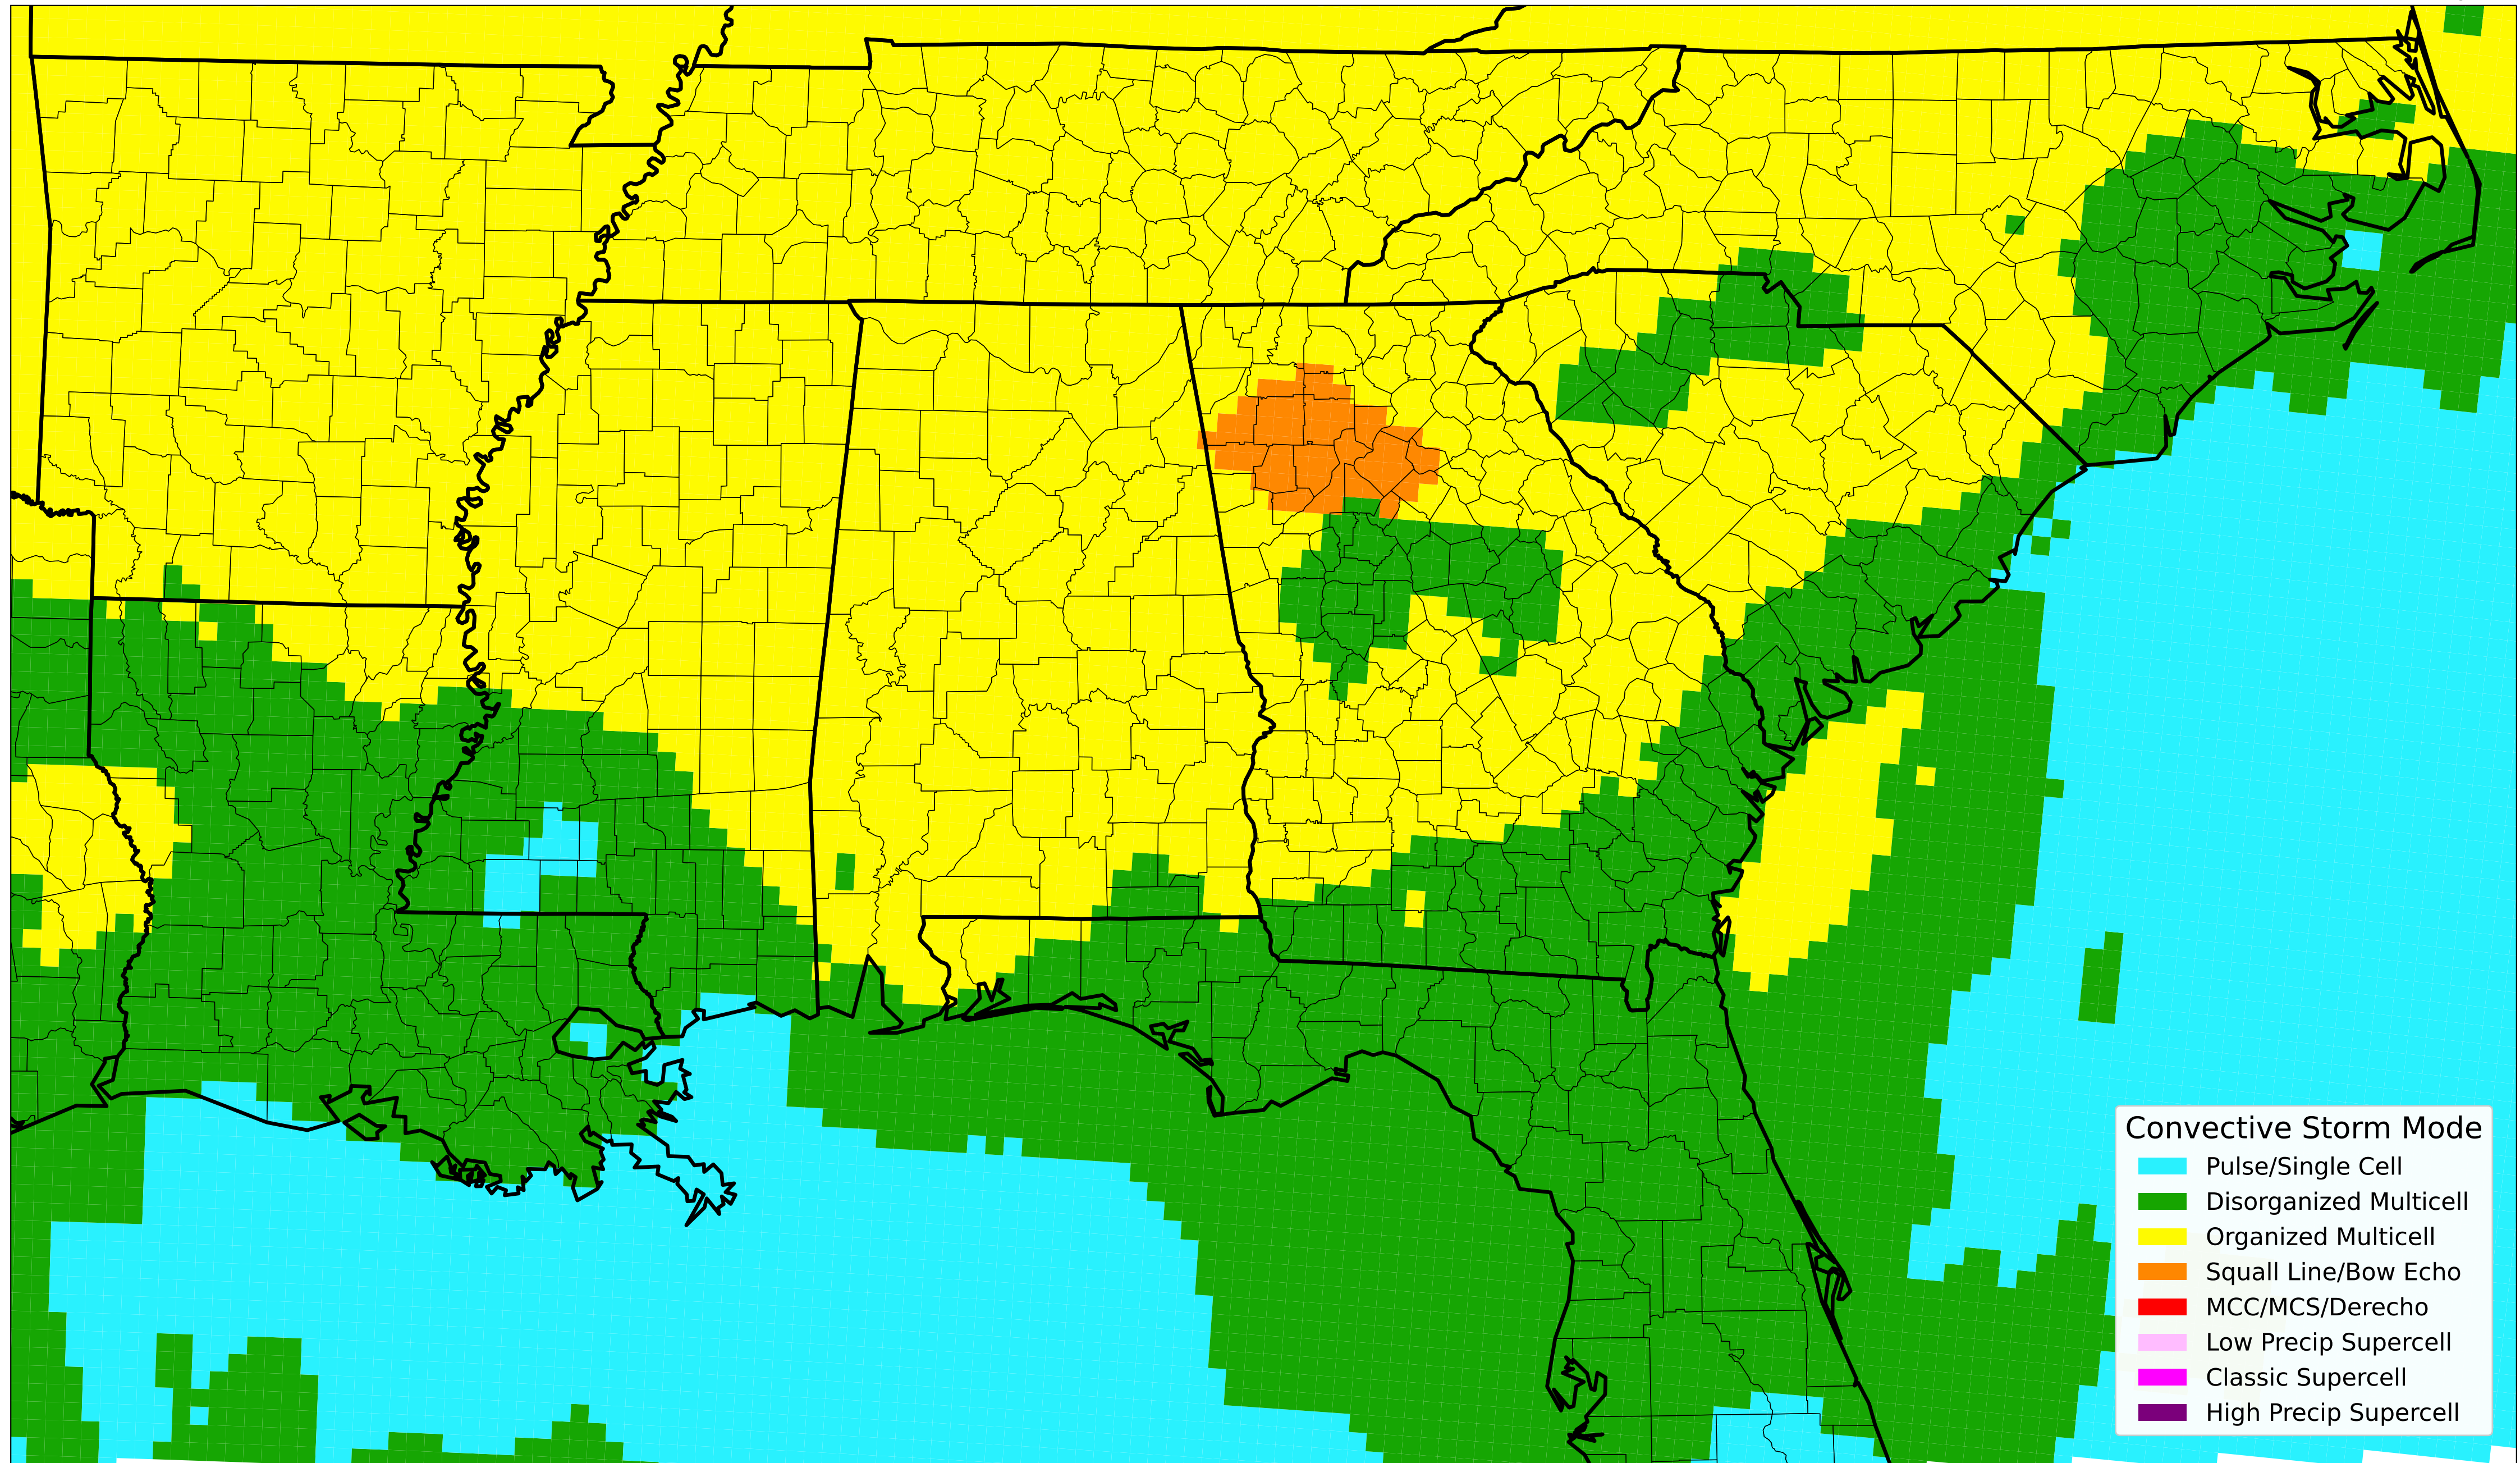 Convective Storm Mode
Pulse/Single Cell
Disorganized Multicell
Organized Multicell
Squall Line/Bow Echo
MCC/MCS/Derecho
Low Precip Supercell
Classic Supercell
High Precip Supercell